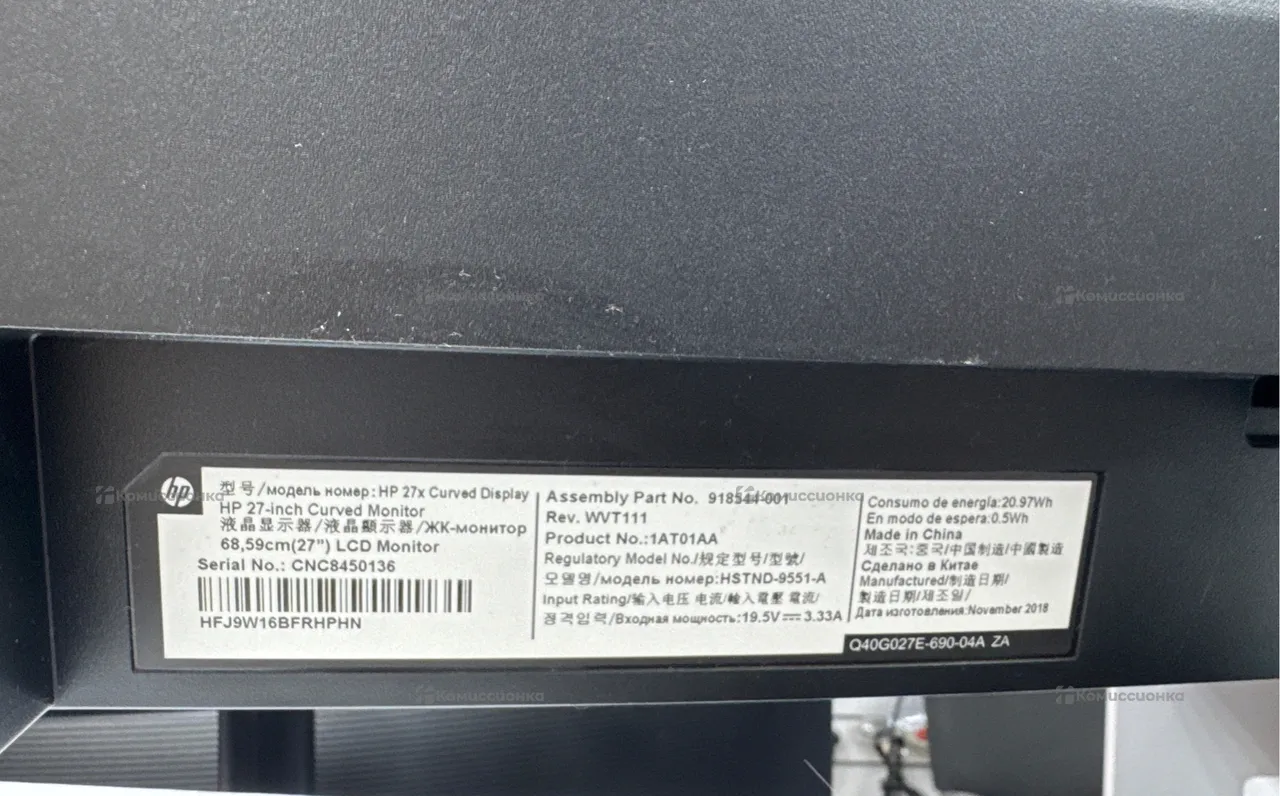 Комиссионка
Комиссионка
Комиссионка
hp
型号/модель номер:HP 27x Curved Display
HP 27-inch Curved Monitor
液晶显示器/液晶顯示器/ЖК-монитор
68,59cm(27”) LCD Monitor
Serial No.: CNC8450136
HFJ9W16BFRHPHN
Assembly Part No. 918544-001
Комиссионка
Rev. WVT111
Product No.:1AT01AA
Regulatory Model No./规定型号/型號/
모델명/модель номер:HSTND-9551-A
Input Rating/输入电压 电流/輸入電壓 電流/
정격입력/Входная мощность:19.5V⎓3.33A
Consumo de energía:20.97Wh
En modo de espera:0.5Wh
Made in China
제조국:중국/中国制造/中國製造
Сделано в Китае
Manufactured/制造日期/
製造日期/제조일/
Дата изготовления:November 2018
Q40G027E-690-04A ZA
Комиссионка
Комиссионка